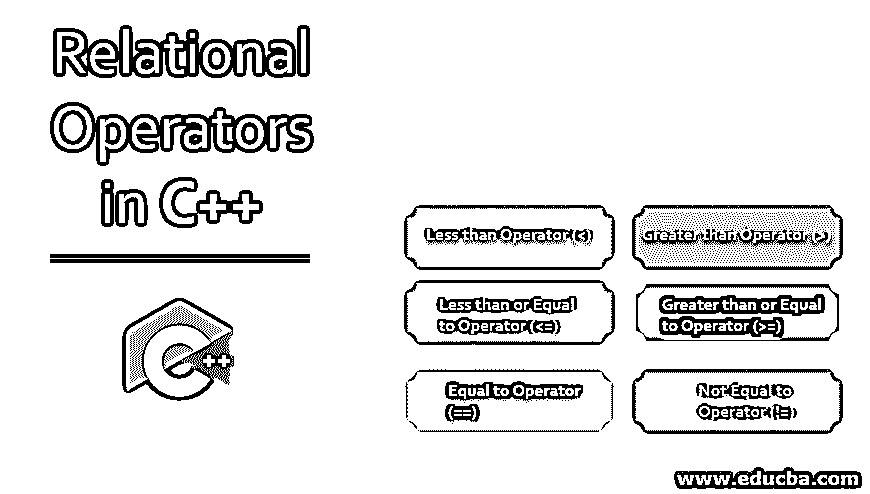 Relational
Operators
in C++
Less than Operator (<)
Greater than Operator (>)
Less than or Equal
to Operator (<=)
Greater than or Equal
to Operator (>=)
Equal to Operator
(==)
Not Equal to
Operator (!=)
C++
www.educba.com